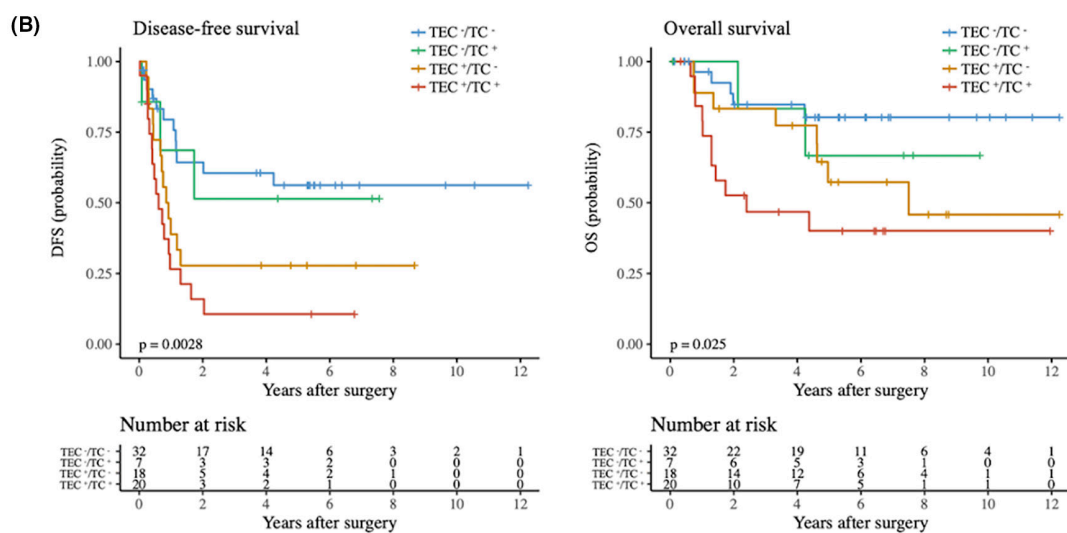 (B)
Disease-free survival
TEC -/TC -
TEC -/TC +
TEC +/TC -
TEC +/TC +
1.00
0.75
0.50
0.25
0.00
DFS (probability)
p = 0.0028
0 2 4 6 8 10 12
Years after surgery
Number at risk
TEC -/TC - 32 17 14 6 3 2 1
TEC -/TC + 7 3 3 2 0 0 0
TEC +/TC - 18 5 4 2 1 0 0
TEC +/TC + 20 3 2 1 0 0 0
0 2 4 6 8 10 12
Years after surgery
Overall survival
TEC -/TC -
TEC -/TC +
TEC +/TC -
TEC +/TC +
1.00
0.75
0.50
0.25
0.00
OS (probability)
p = 0.025
0 2 4 6 8 10 12
Years after surgery
Number at risk
TEC -/TC - 32 22 19 11 6 4 1
TEC -/TC + 7 6 5 3 1 0 0
TEC +/TC - 18 14 12 6 4 1 1
TEC +/TC + 20 10 7 5 1 1 0
0 2 4 6 8 10 12
Years after surgery